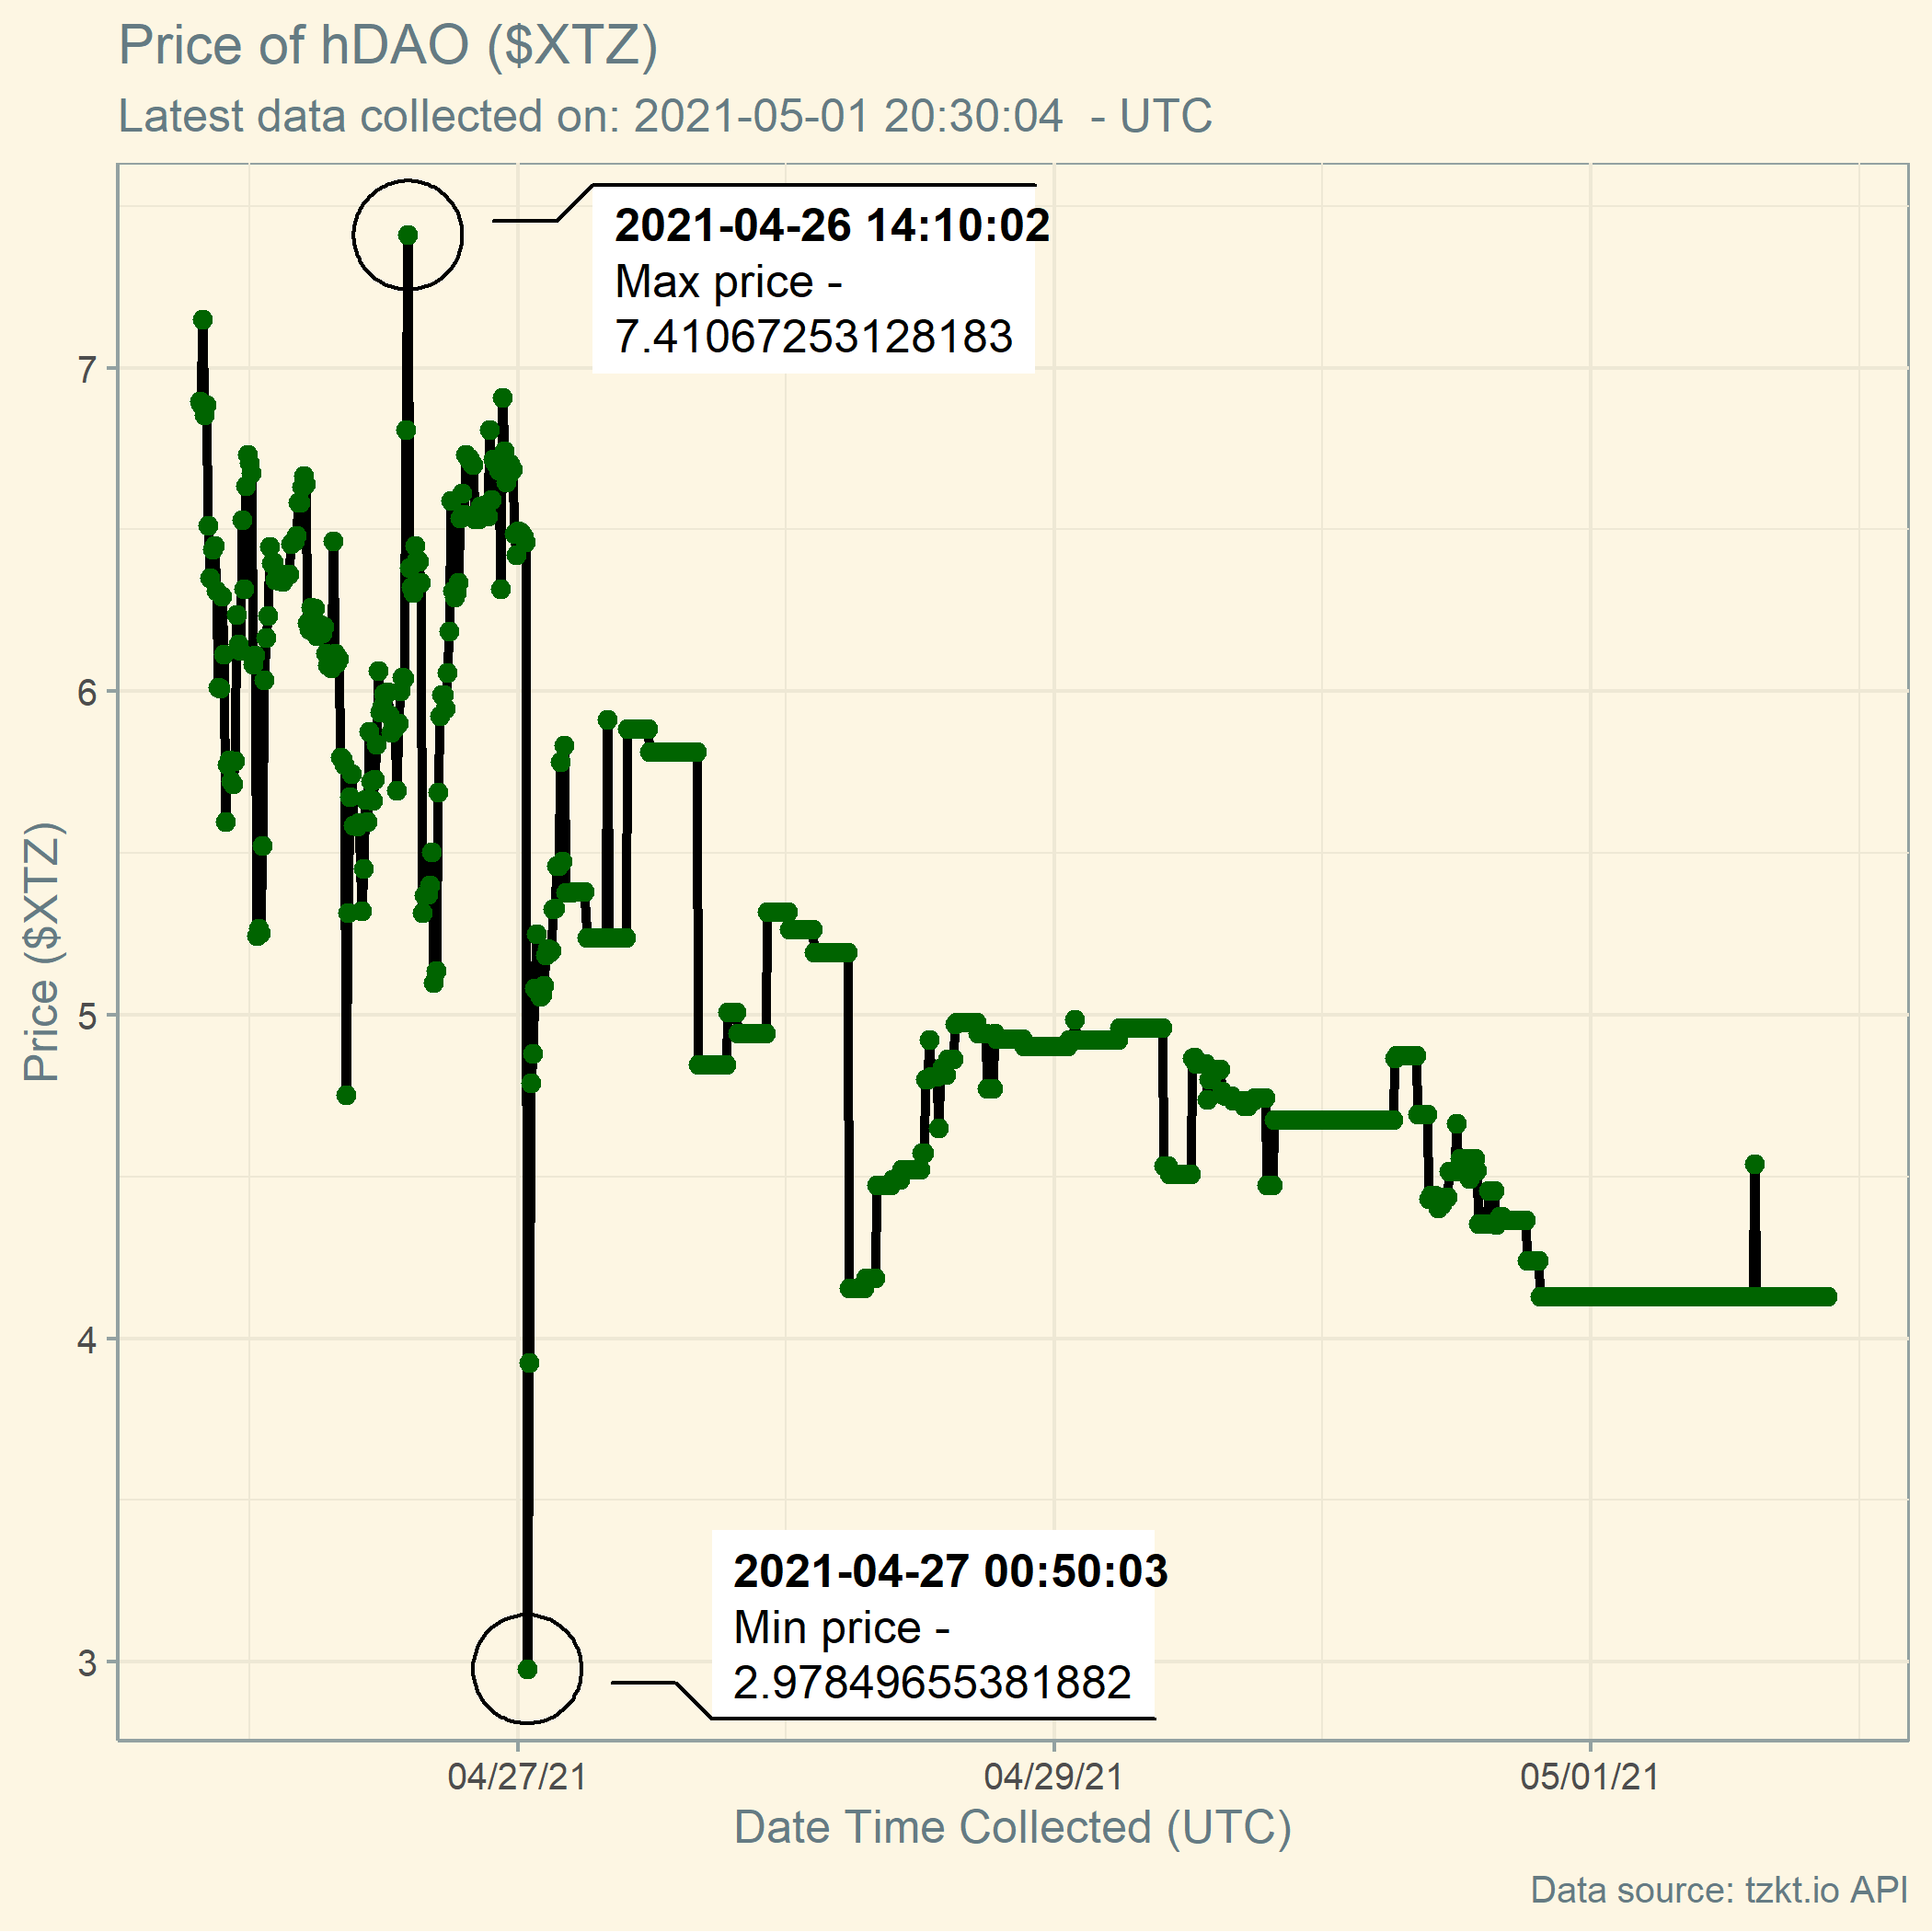 Price of hDAO ($XTZ)
Latest data collected on: 2021-05-01 20:30:04  - UTC
2021-04-26 14:10:02
Max price -
7.41067253128183
7
6
5
4
3
Price ($XTZ)
2021-04-27 00:50:03
Min price -
2.97849655381882
04/27/21
04/29/21
05/01/21
Date Time Collected (UTC)
Data source: tzkt.io API